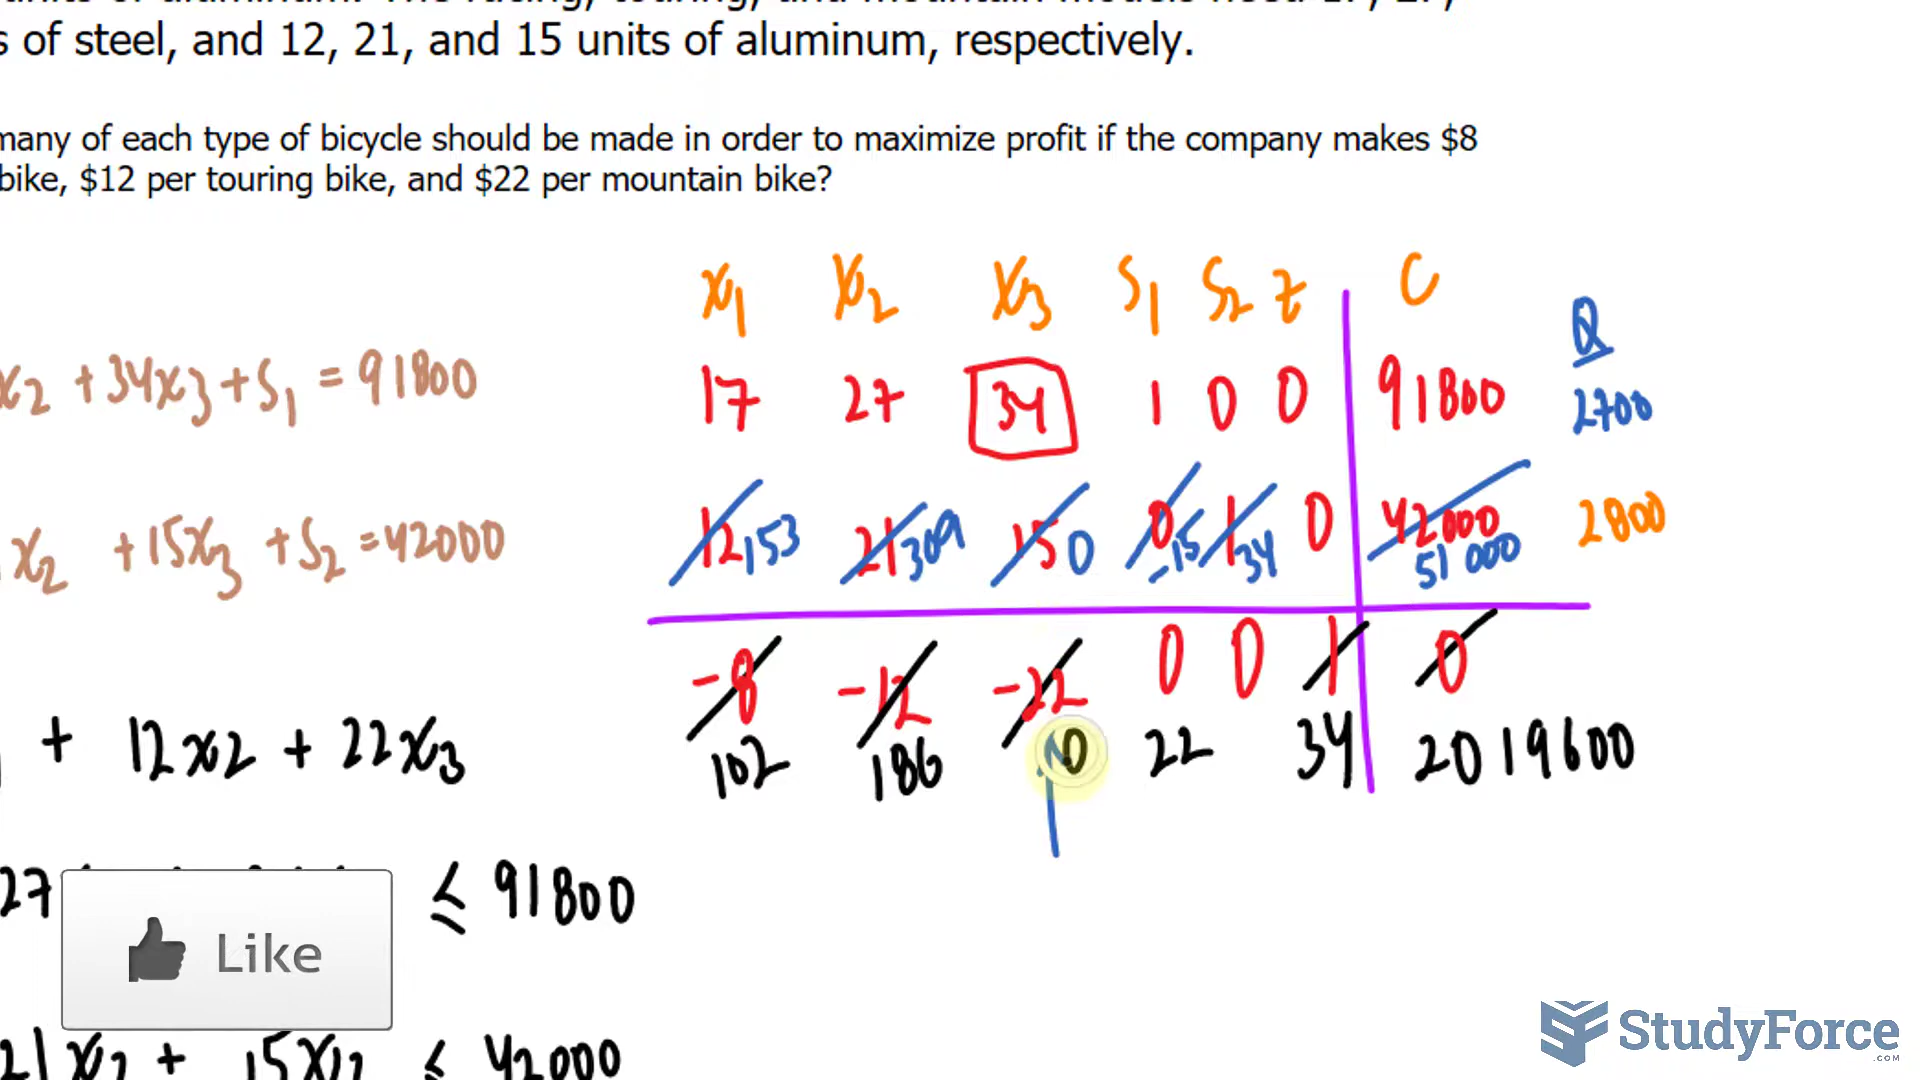 s of steel, and 12, 21, and 15 units of aluminum, respectively.
many of each type of bicycle should be made in order to maximize profit if the company makes $8
bike, $12 per touring bike, and $22 per mountain bike?
x1 x2 x3 s1 s2 z C Q
x2 +34x3+S1 =91800 17 27 34 1 0 0 91800 2700
x2 +15x3 +S2 =42000 12 153 21 309 15 0 0 -15 1 34 0 42000 51000 2800
-8 -12 -22 0 0 1 0
+ 12x2 + 22x3 102 186 0 22 34 2019600
27 ≤ 91800
Like
21x2 + 15x3 ≤ 42000
StudyForce
.COM